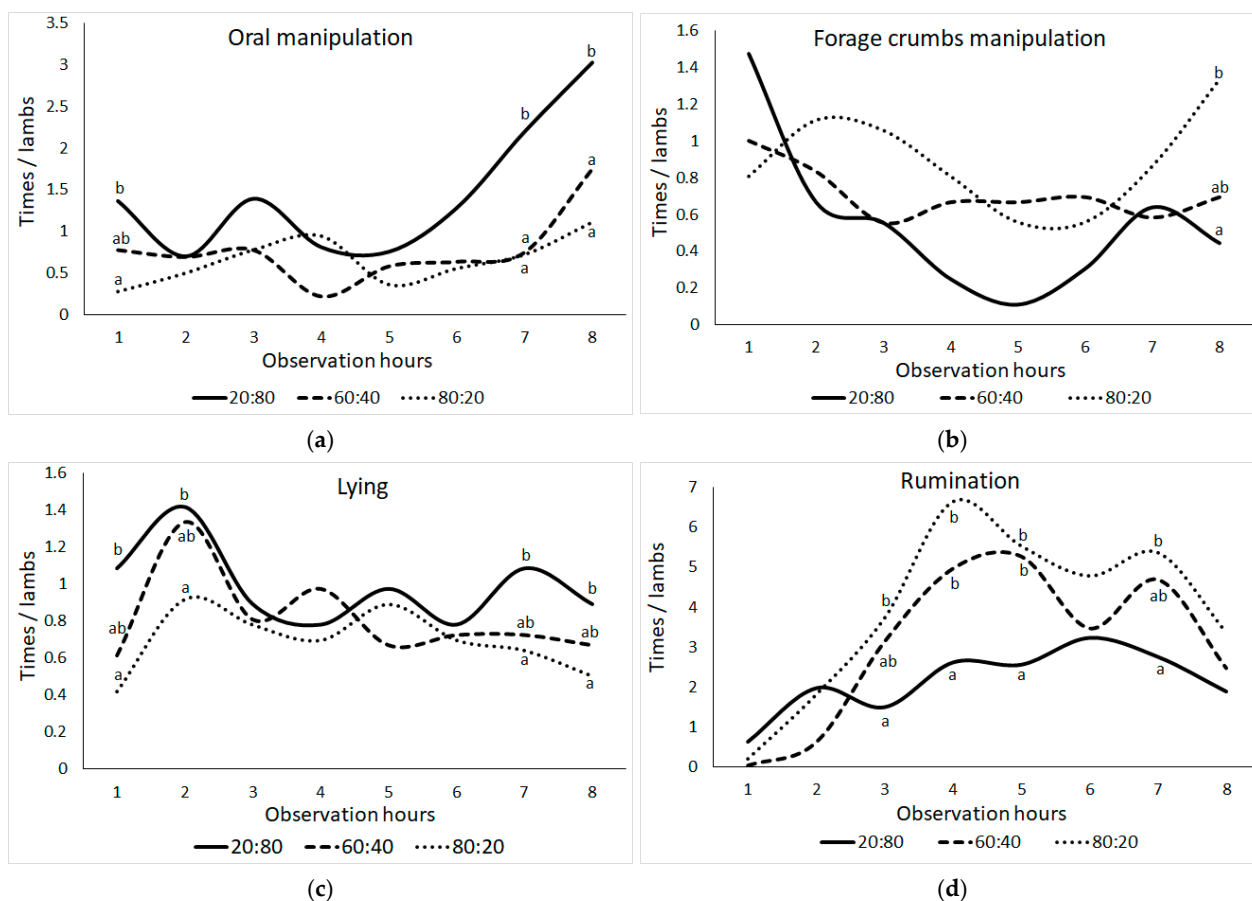 Oral manipulation
Times / lambs
3.5
3
2.5
2
1.5
1
0.5
0
b
ab
a
b
a
a
b
a
a
1 2 3 4 5 6 7 8
Observation hours
20:80 60:40 80:20
(a)
Forage crumbs manipulation
Times / lambs
1.6
1.4
1.2
1
0.8
0.6
0.4
0.2
0
b
ab
a
1 2 3 4 5 6 7 8
Observation hours
20:80 60:40 80:20
(b)
Lying
Times / lambs
1.6
1.4
1.2
1
0.8
0.6
0.4
0.2
0
b
ab
a
b
ab
a
b
ab
a
b
ab
a
1 2 3 4 5 6 7 8
Observation hours
20:80 60:40 80:20
(c)
Rumination
Times / lambs
7
6
5
4
3
2
1
0
b
ab
a
b
b
a
b
b
a
b
ab
a
1 2 3 4 5 6 7 8
Observation hours
20:80 60:40 80:20
(d)